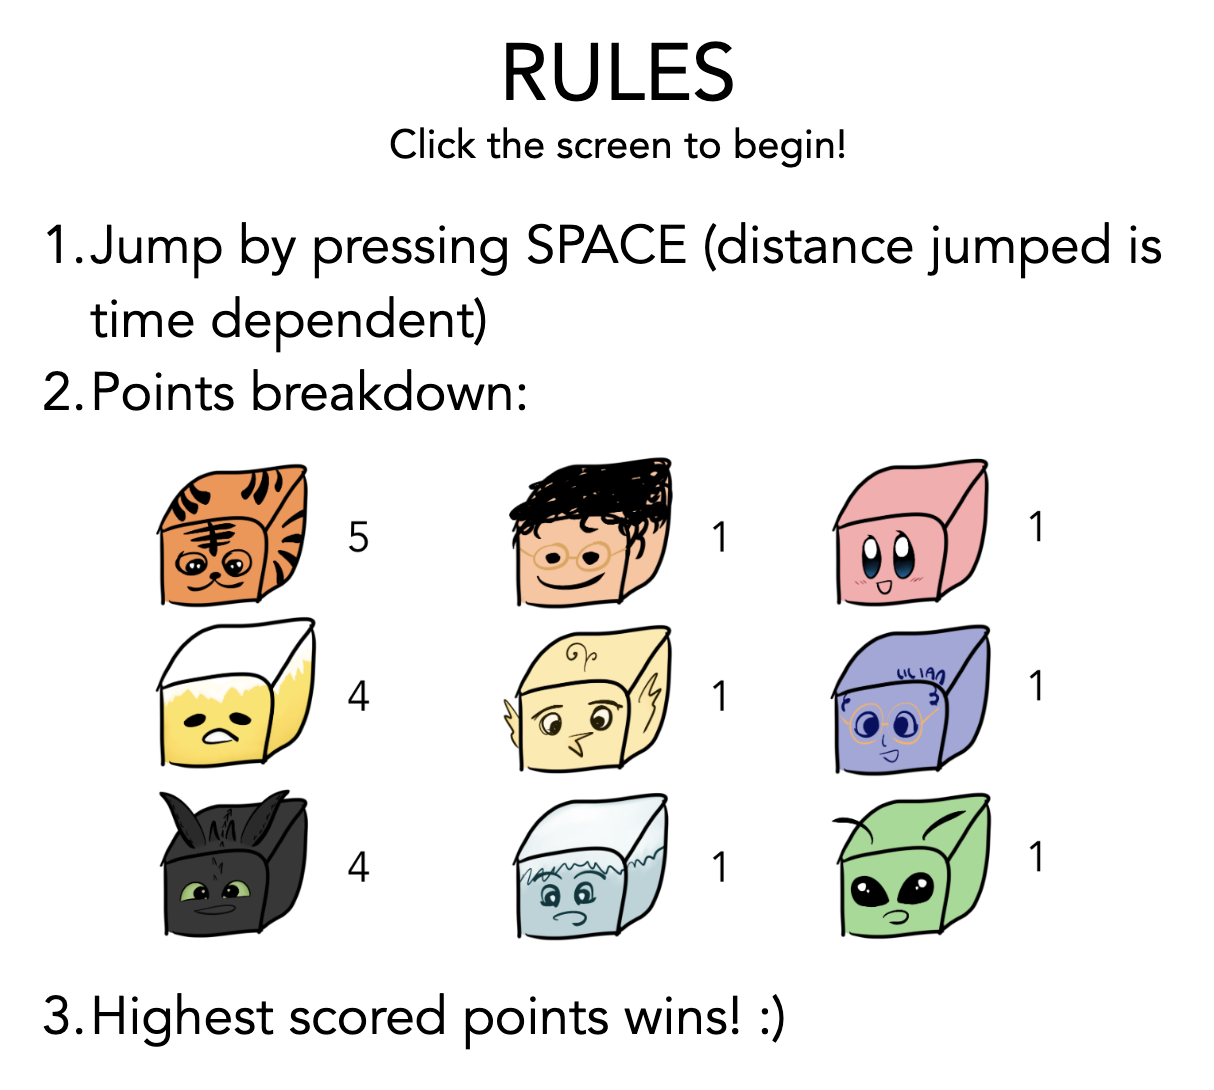 RULES
Click the screen to begin!
1. Jump by pressing SPACE (distance jumped is
time dependent)
2. Points breakdown:
5 1 1
LILIAN
4 1 1
4 1 1
3. Highest scored points wins! :)